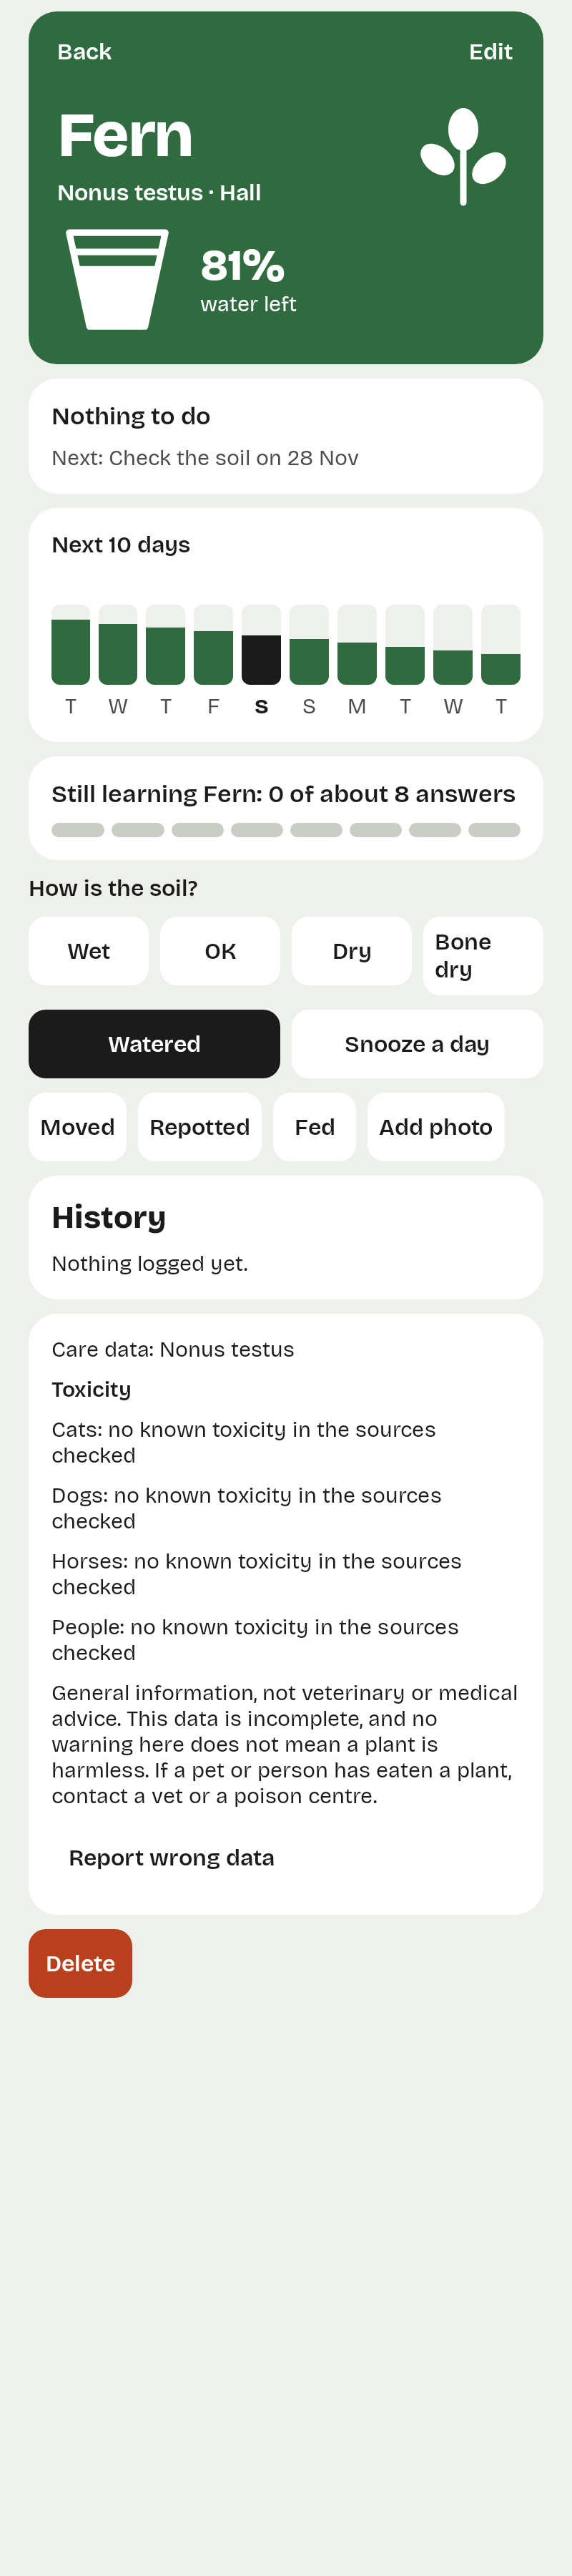 Back
Edit
Fern
Nonus testus · Hall
81%
water left
Nothing to do
Next: Check the soil on 28 Nov
Next 10 days
T W T F S S M T W T
Still learning Fern: 0 of about 8 answers
How is the soil?
Wet
OK
Dry
Bone
dry
Watered
Snooze a day
Moved
Repotted
Fed
Add photo
History
Nothing logged yet.
Care data: Nonus testus
Toxicity
Cats: no known toxicity in the sources
checked
Dogs: no known toxicity in the sources
checked
Horses: no known toxicity in the sources
checked
People: no known toxicity in the sources
checked
General information, not veterinary or medical
advice. This data is incomplete, and no
warning here does not mean a plant is
harmless. If a pet or person has eaten a plant,
contact a vet or a poison centre.
Report wrong data
Delete